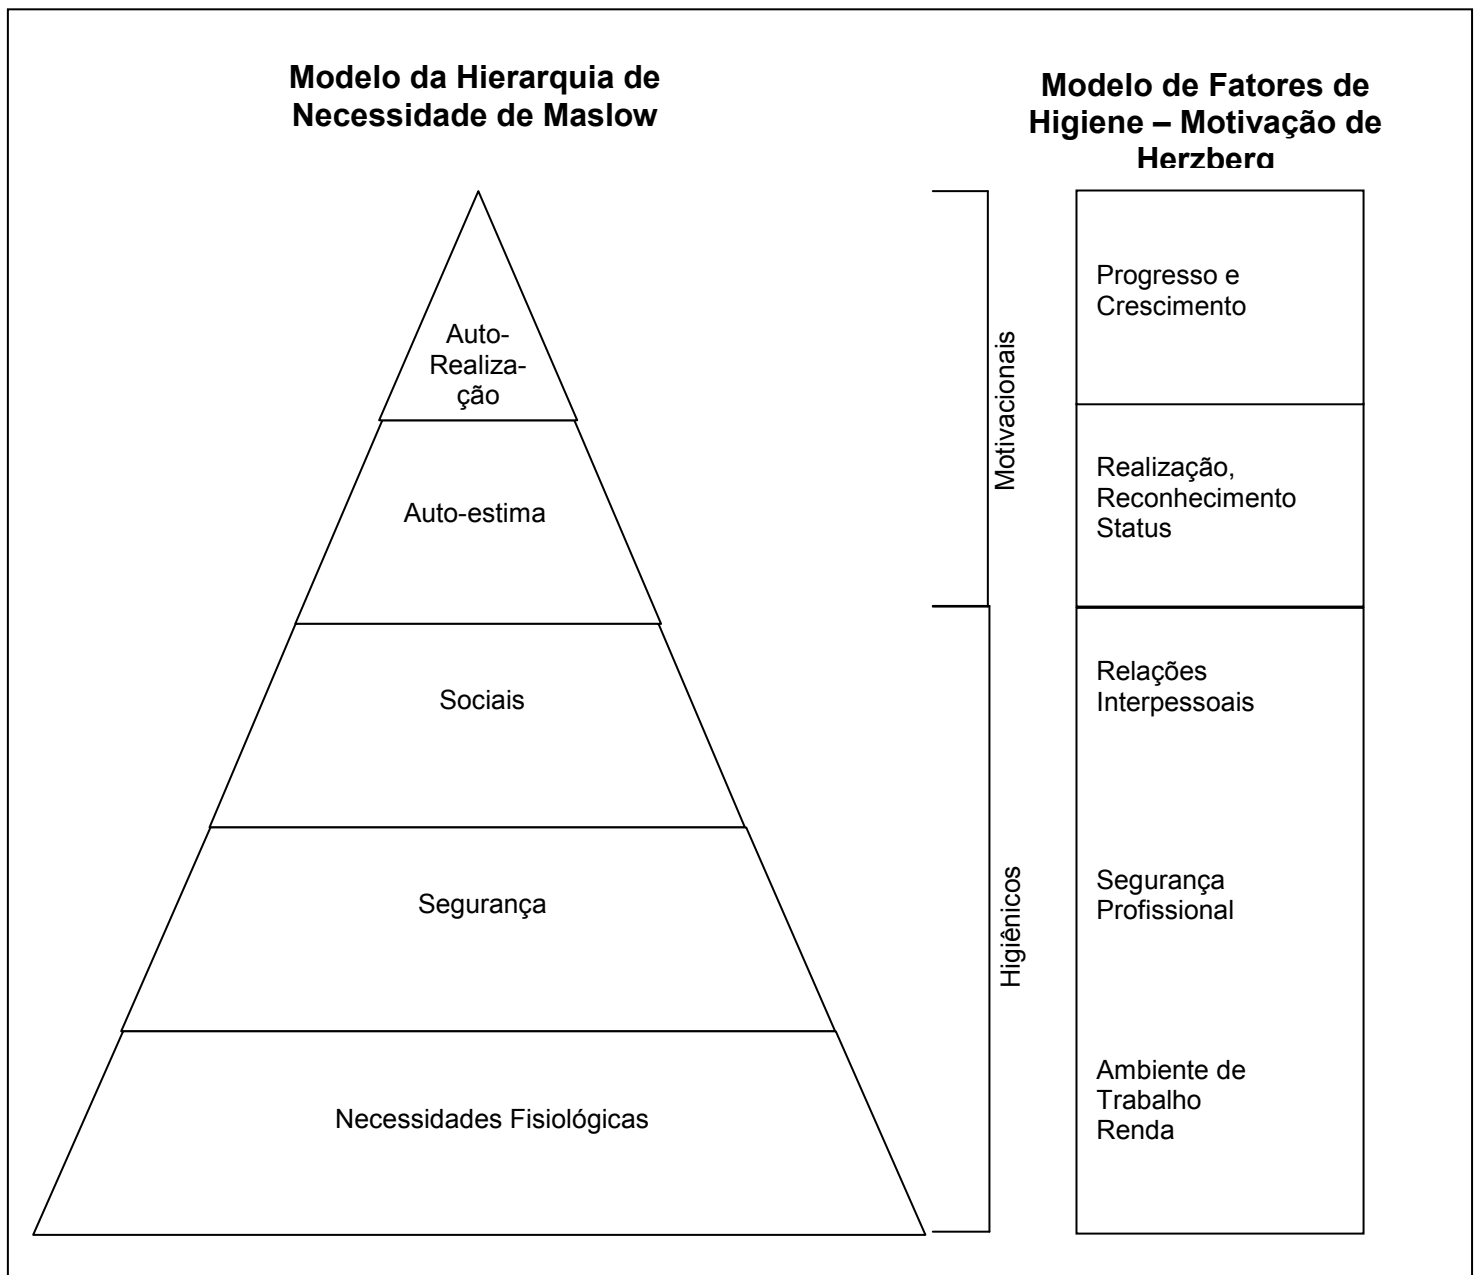 Modelo da Hierarquia de
Necessidade de Maslow
Modelo de Fatores de
Higiene – Motivação de
Herzberg
Auto-
Realiza-
ção
Auto-estima
Sociais
Segurança
Necessidades Fisiológicas
Motivacionais
Higiênicos
Progresso e
Crescimento
Realização,
Reconhecimento
Status
Relações
Interpessoais
Segurança
Profissional
Ambiente de
Trabalho
Renda